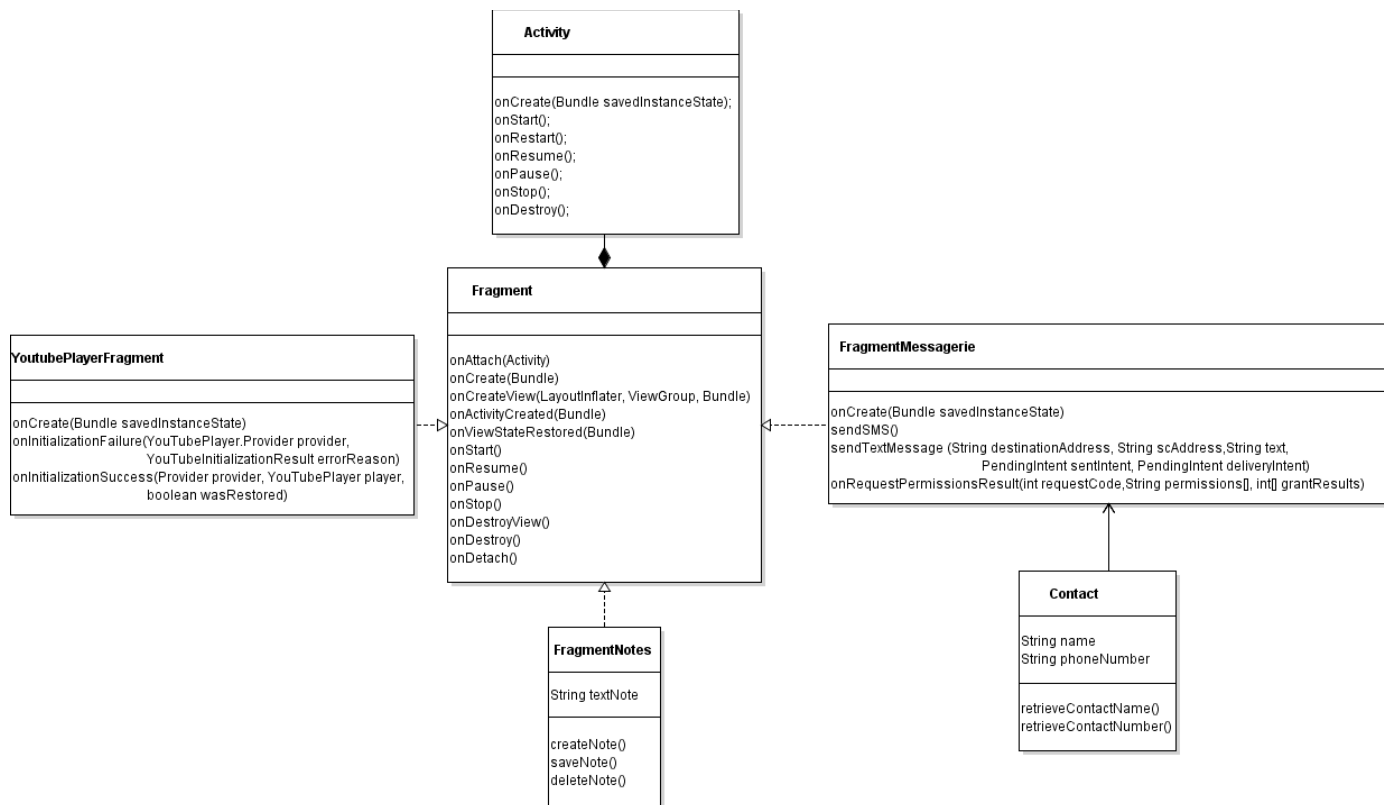 Activity
onCreate(Bundle savedInstanceState);
onStart();
onRestart();
onResume();
onPause();
onStop();
onDestroy();
Fragment
onAttach(Activity)
onCreate(Bundle)
onCreateView(LayoutInflater, ViewGroup, Bundle)
onActivityCreated(Bundle)
onViewStateRestored(Bundle)
onStart()
onResume()
onPause()
onStop()
onDestroyView()
onDestroy()
onDetach()
YoutubePlayerFragment
onCreate(Bundle savedInstanceState)
onInitializationFailure(YouTubePlayer.Provider provider,
YouTubeInitializationResult errorReason)
onInitializationSuccess(Provider provider, YouTubePlayer player,
boolean wasRestored)
FragmentMessagerie
onCreate(Bundle savedInstanceState)
sendSMS()
sendTextMessage (String destinationAddress, String scAddress,String text,
PendingIntent sentIntent, PendingIntent deliveryIntent)
onRequestPermissionsResult(int requestCode,String permissions[], int[] grantResults)
FragmentNotes
String textNote
createNote()
saveNote()
deleteNote()
Contact
String name
String phoneNumber
retrieveContactName()
retrieveContactNumber()